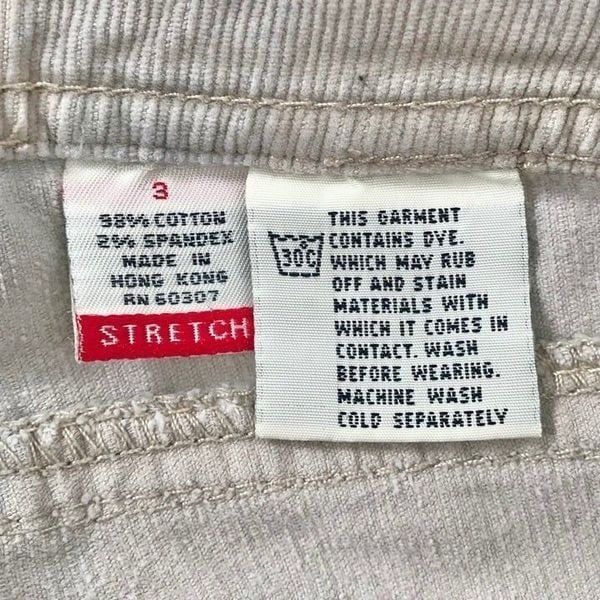 3
98% COTTON
2% SPANDEX
MADE IN
HONG KONG
RN 60307
STRETCH
30C
THIS GARMENT
CONTAINS DYE.
WHICH MAY RUB
OFF AND STAIN
MATERIALS WITH
WHICH IT COMES IN
CONTACT. WASH
BEFORE WEARING.
MACHINE WASH
COLD SEPARATELY